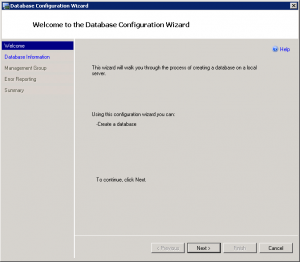 Database Configuration Wizard
Welcome to the Database Configuration Wizard
Welcome
Database Information
Management Group
Error Reporting
Summary
Help
This wizard will walk you through the process of creating a database on a local
server.
Using this configuration wizard you can:
-Create a database
To continue, click Next.
< Previous
Next >
Finish
Cancel